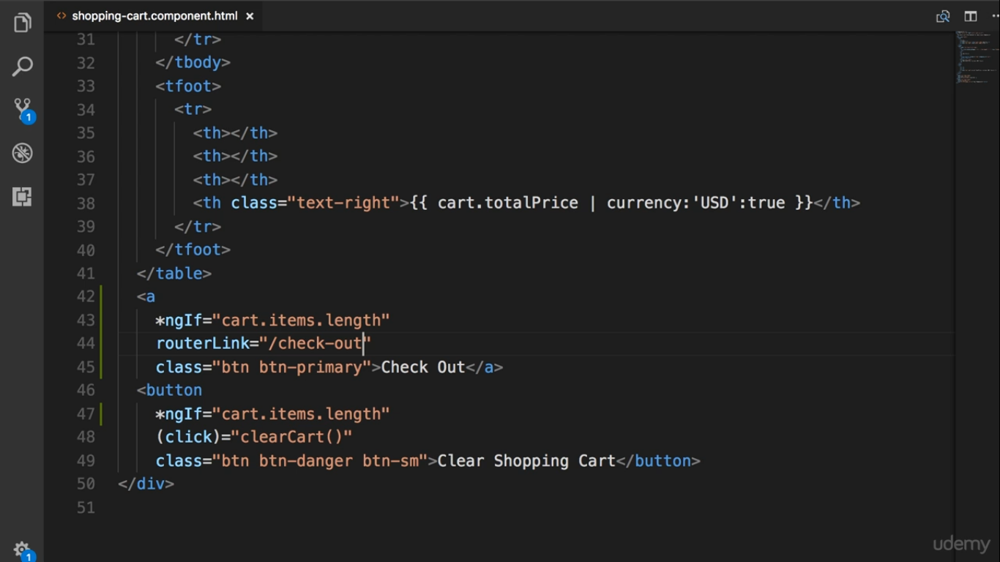 shopping-cart.component.html
31 </tr>
32 </tbody>
33 <tfoot>
34 <tr>
35 <th></th>
36 <th></th>
37 <th></th>
38 <th class="text-right">{{ cart.totalPrice | currency:'USD':true }}</th>
39 </tr>
40 </tfoot>
41 </table>
42 <a
43 *ngIf="cart.items.length"
44 routerLink="/check-out"
45 class="btn btn-primary">Check Out</a>
46 <button
47 *ngIf="cart.items.length"
48 (click)="clearCart()"
49 class="btn btn-danger btn-sm">Clear Shopping Cart</button>
50 </div>
51
1
1
udemy